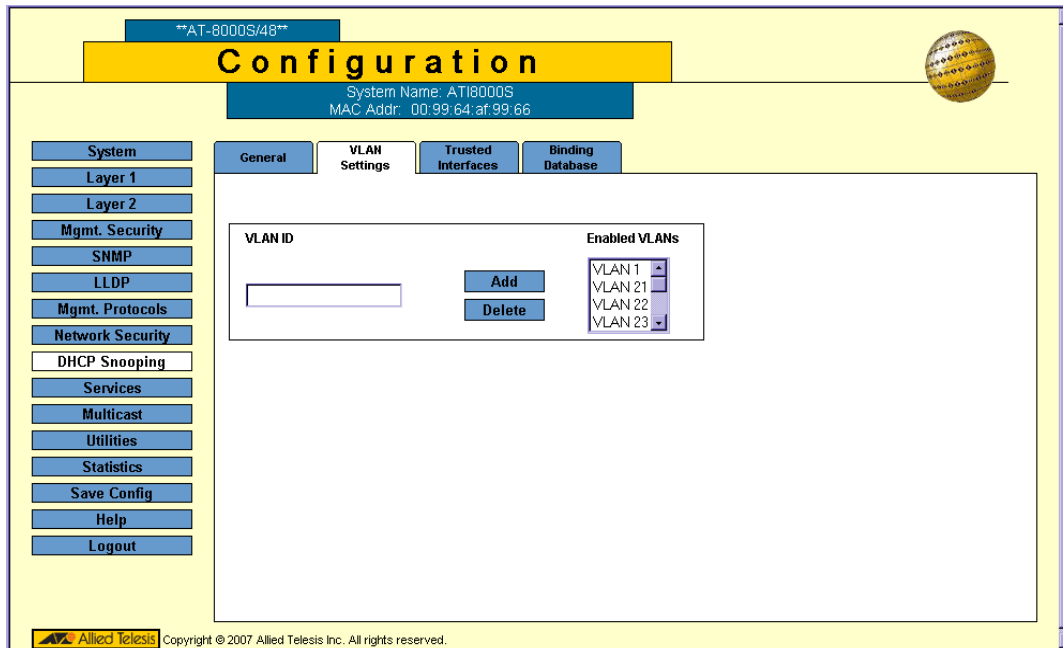 **AT-8000S/48**
Configuration
System Name: ATI8000S
MAC Addr: 00:99:64:af:99:66
System
Layer 1
Layer 2
Mgmt. Security
SNMP
LLDP
Mgmt. Protocols
Network Security
DHCP Snooping
Services
Multicast
Utilities
Statistics
Save Config
Help
Logout
General
VLAN
Settings
Trusted
Interfaces
Binding
Database
VLAN ID
Add
Delete
Enabled VLANs
VLAN 1
VLAN 21
VLAN 22
VLAN 23
Allied Telesis Copyright © 2007 Allied Telesis Inc. All rights reserved.